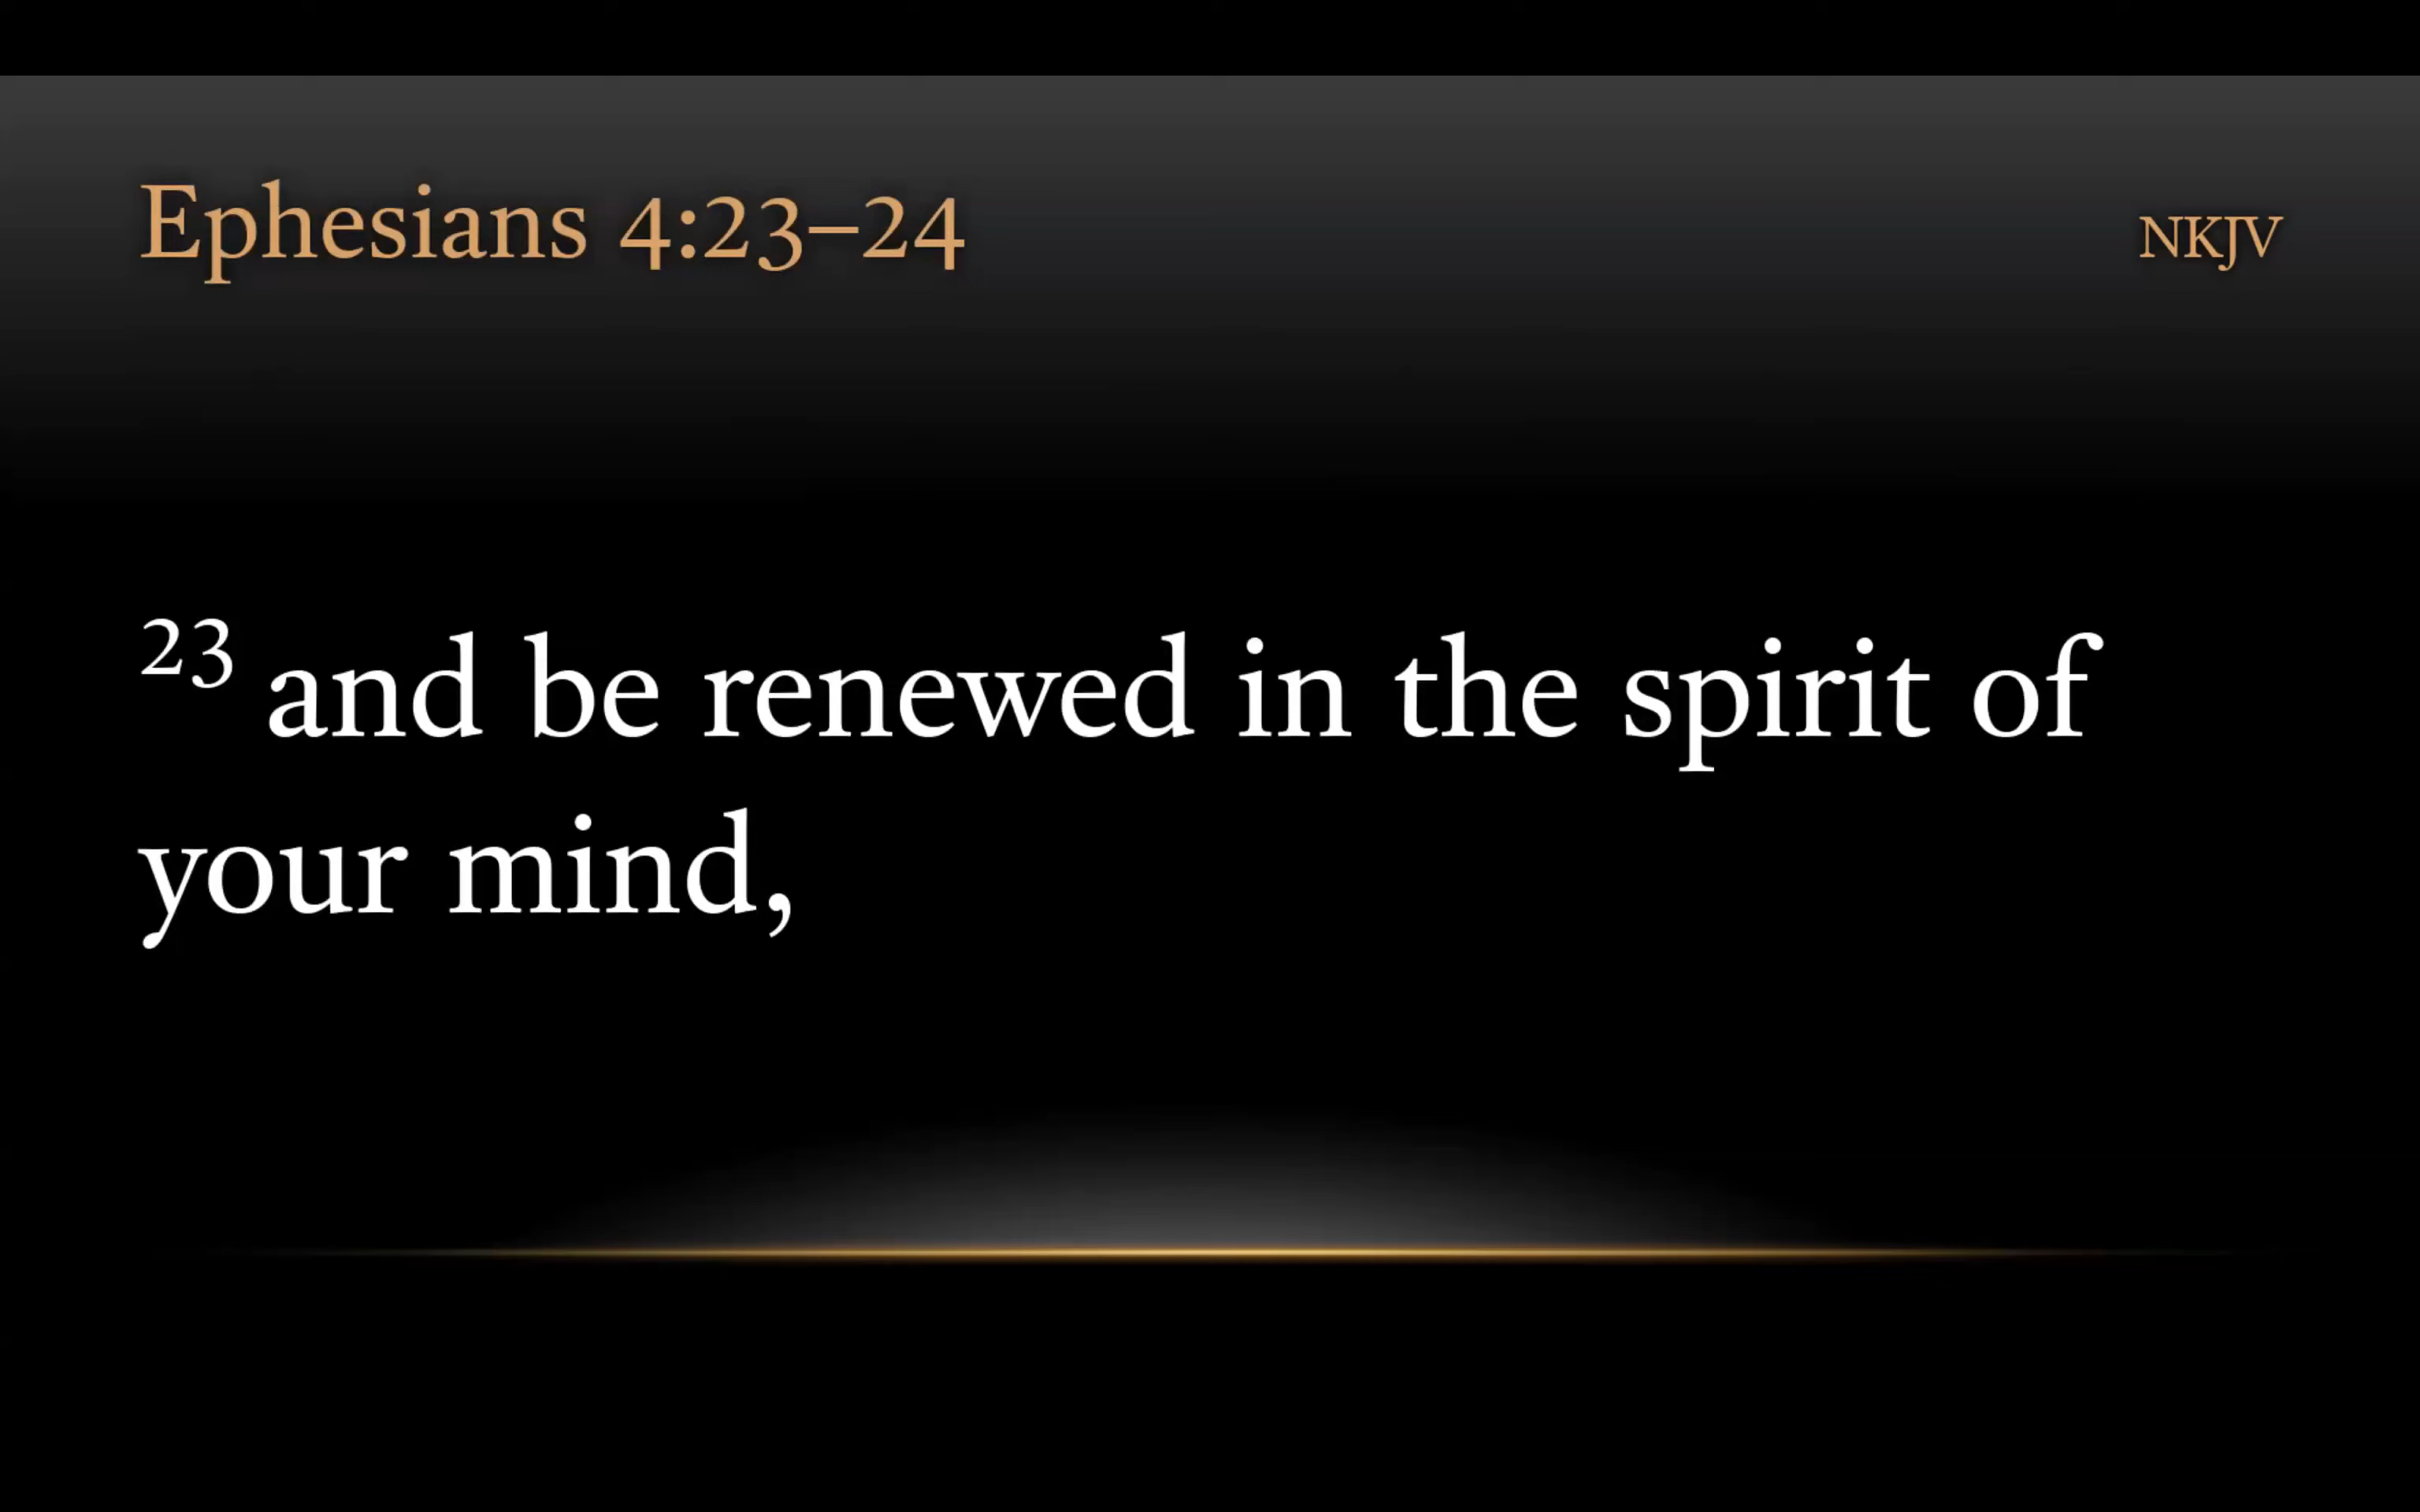 Ephesians 4:23–24 NKJV
23 and be renewed in the spirit of
your mind,